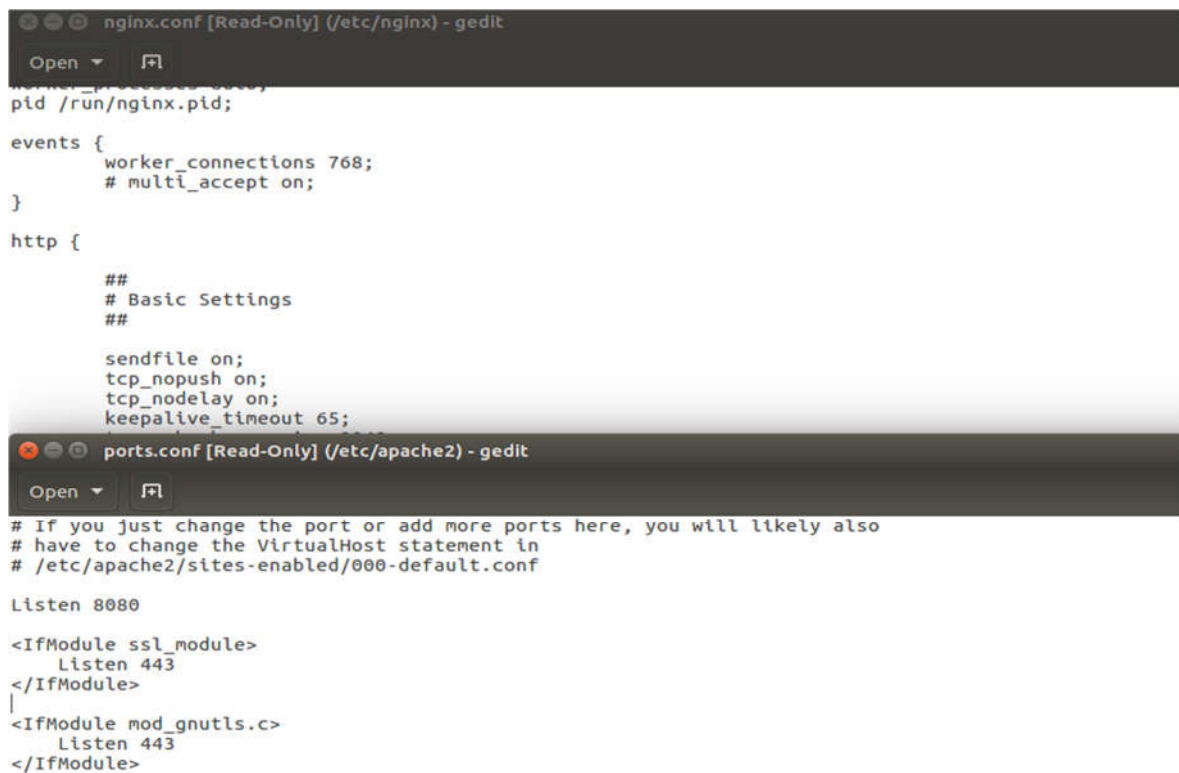 nginx.conf [Read-Only] (/etc/nginx) - gedit
Open
worker_processes auto;
pid /run/nginx.pid;
events {
worker_connections 768;
# multi_accept on;
}
http {
##
# Basic Settings
##
sendfile on;
tcp_nopush on;
tcp_nodelay on;
keepalive_timeout 65;
ports.conf [Read-Only] (/etc/apache2) - gedit
Open
# If you just change the port or add more ports here, you will likely also
# have to change the VirtualHost statement in
# /etc/apache2/sites-enabled/000-default.conf
Listen 8080
<IfModule ssl_module>
Listen 443
</IfModule>
<IfModule mod_gnutls.c>
Listen 443
</IfModule>